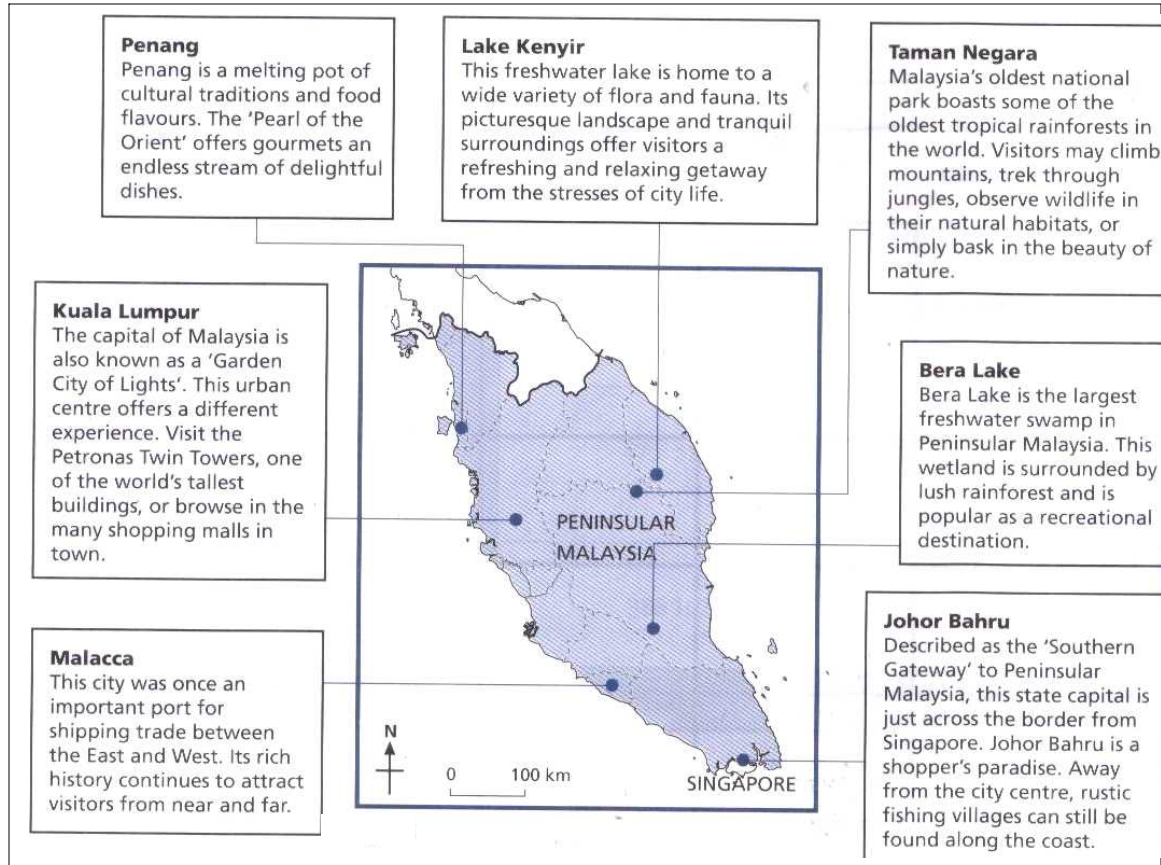 Penang
Penang is a melting pot of
cultural traditions and food
flavours. The 'Pearl of the
Orient' offers gourmets an
endless stream of delightful
dishes.
Lake Kenyir
This freshwater lake is home to a
wide variety of flora and fauna. Its
picturesque landscape and tranquil
surroundings offer visitors a
refreshing and relaxing getaway
from the stresses of city life.
Taman Negara
Malaysia's oldest national
park boasts some of the
oldest tropical rainforests in
the world. Visitors may climb
mountains, trek through
jungles, observe wildlife in
their natural habitats, or
simply bask in the beauty of
nature.
Kuala Lumpur
The capital of Malaysia is
also known as a 'Garden
City of Lights'. This urban
centre offers a different
experience. Visit the
Petronas Twin Towers, one
of the world's tallest
buildings, or browse in the
many shopping malls in
town.
Bera Lake
Bera Lake is the largest
freshwater swamp in
Peninsular Malaysia. This
wetland is surrounded by
lush rainforest and is
popular as a recreational
destination.
PENINSULAR
MALAYSIA
Malacca
This city was once an
important port for
shipping trade between
the East and West. Its rich
history continues to attract
visitors from near and far.
Johor Bahru
Described as the 'Southern
Gateway' to Peninsular
Malaysia, this state capital is
just across the border from
Singapore. Johor Bahru is a
shopper's paradise. Away
from the city centre, rustic
fishing villages can still be
found along the coast.
N
0 100 km
SINGAPORE